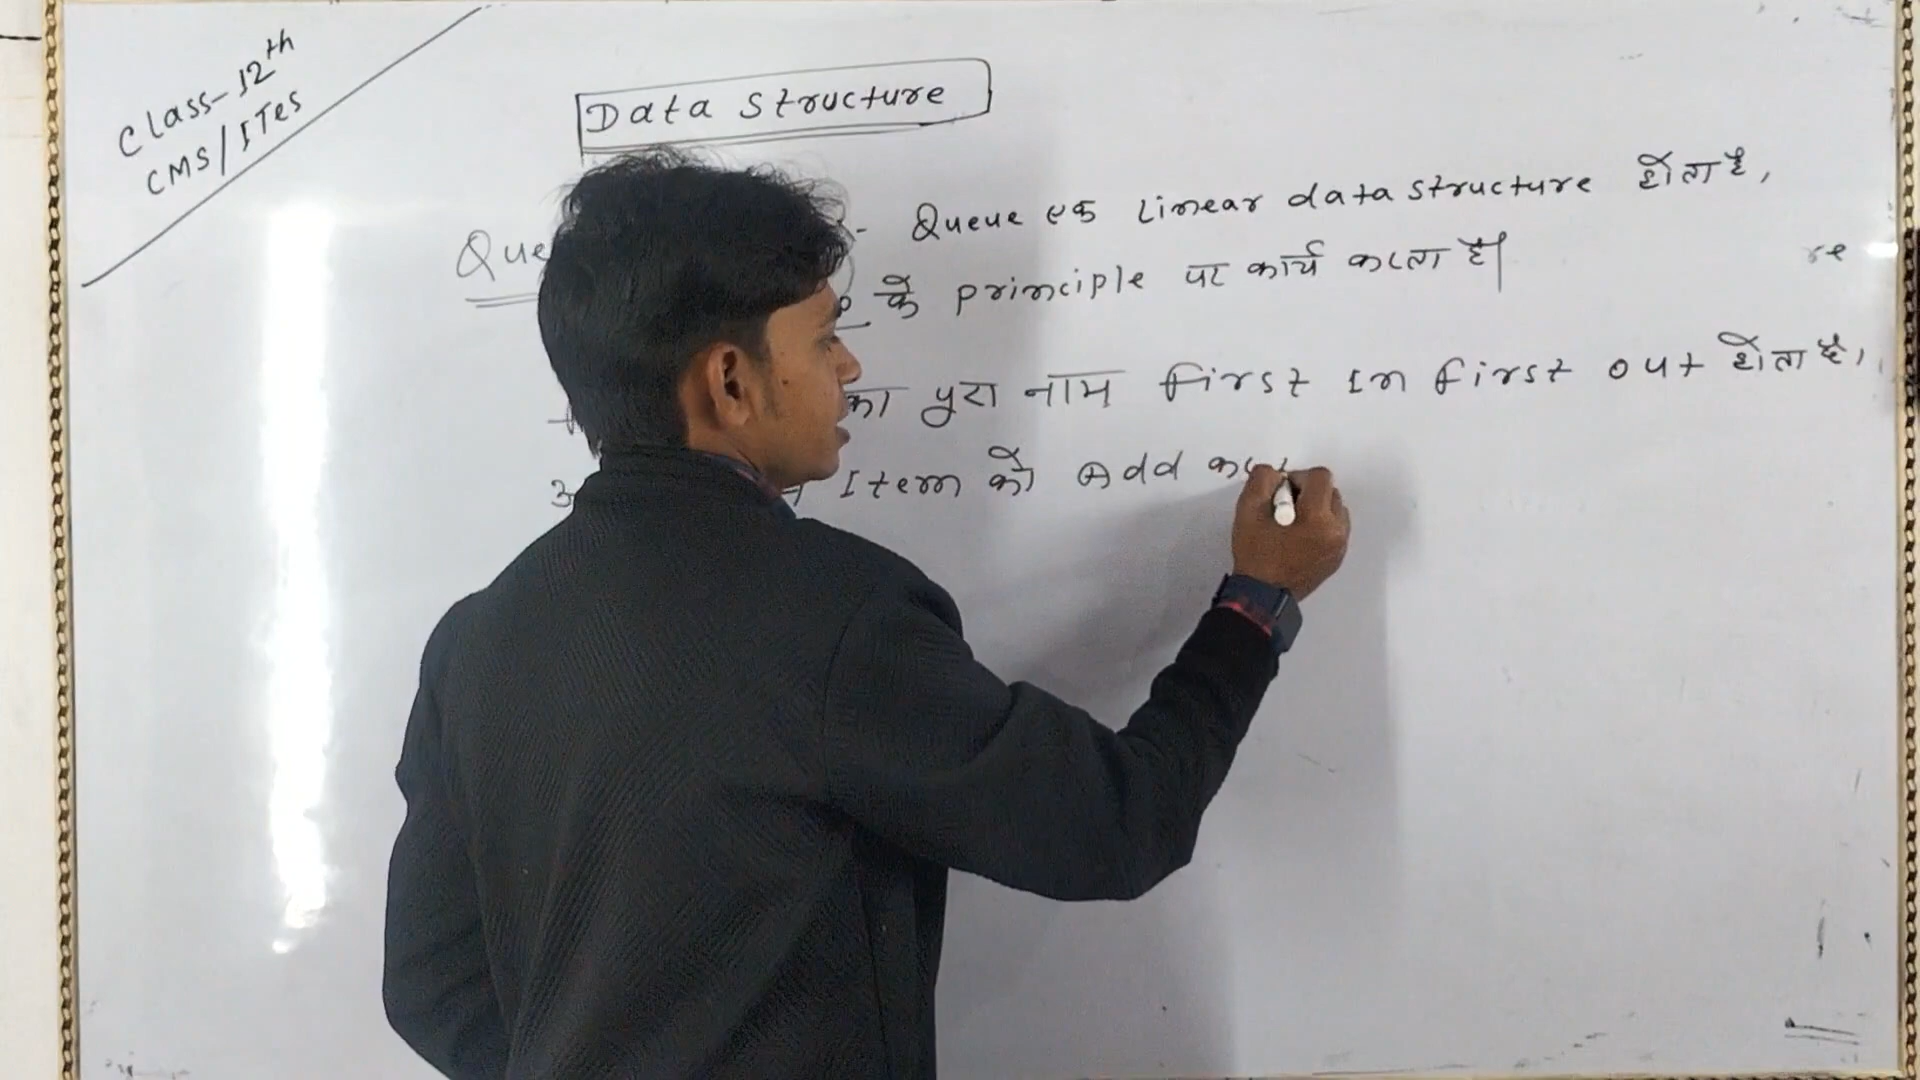 Class-12th
CMS/ITes
Data Structure
Que :- Queue एक Linear data structure होता है,
के principle पर कार्य करता है|
का पुरा नाम First In First Out होता है।
Item को Add
re